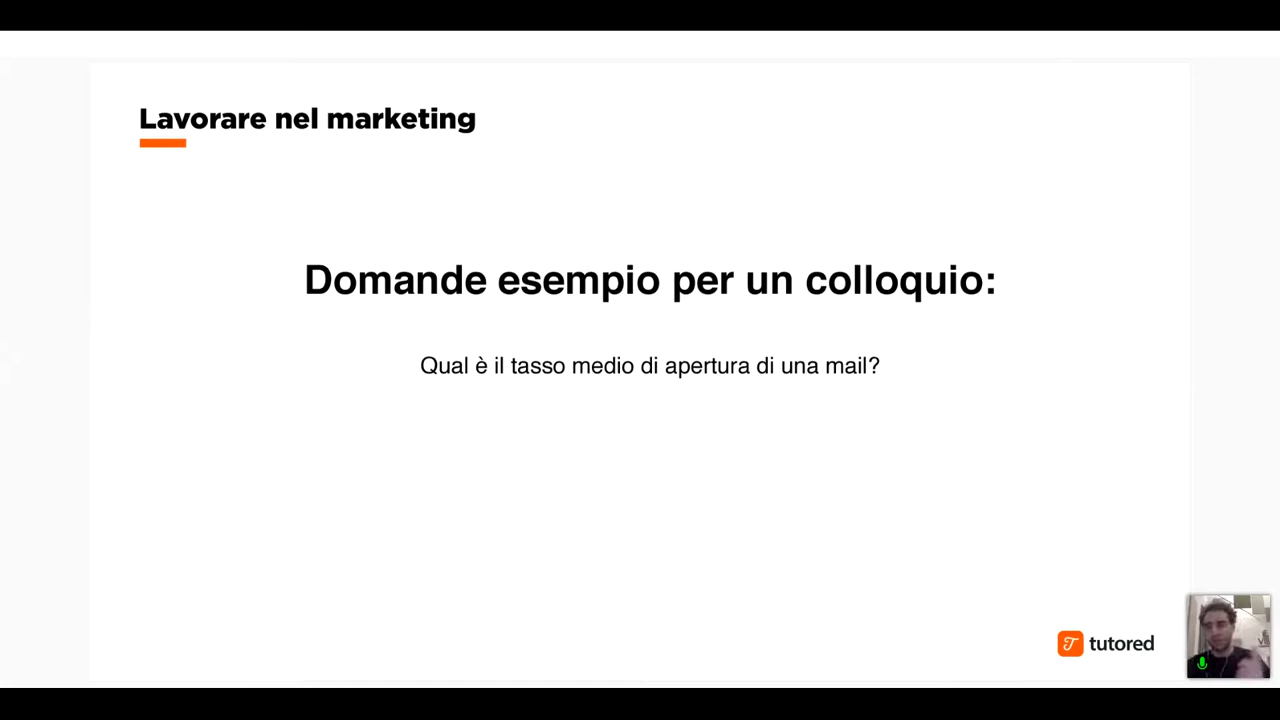 Lavorare nel marketing
Domande esempio per un colloquio:
Qual è il tasso medio di apertura di una mail?
tutored